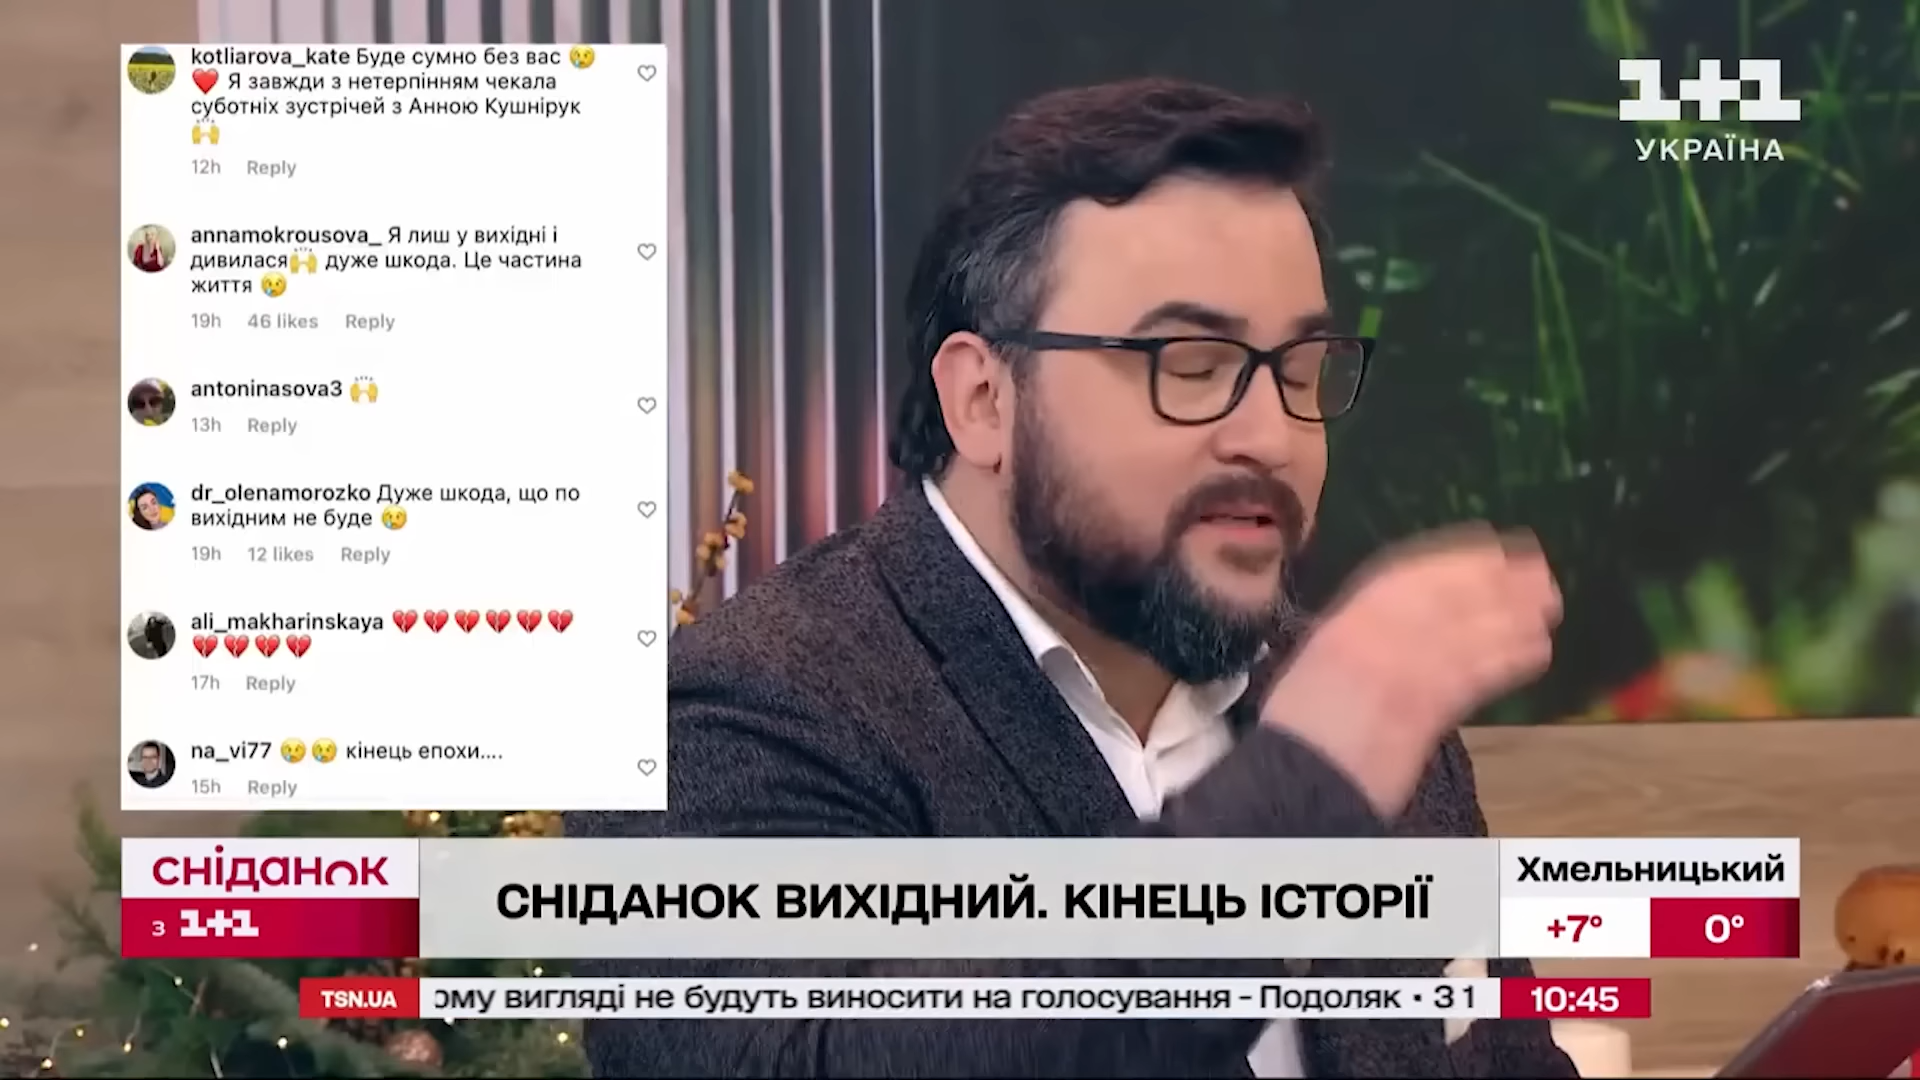 kotliarova_kate Буде сумно без вас 😢
❤️ Я завжди з нетерпінням чекала
суботніх зустрічей з Анною Кушнірук
🙌
12h Reply
annamokrousova_ Я лиш у вихідні і
дивилася🙌 дуже шкода. Це частина
життя 😢
19h 46 likes Reply
antoninasova3 🙌
13h Reply
dr_olenamorozko Дуже шкода, що по
вихідним не буде 😢
19h 12 likes Reply
ali_makharinskaya 💔💔💔💔💔💔
💔💔💔💔
17h Reply
na_vi77 😢😢 кінець епохи....
15h Reply
1+1
УКРАЇНА
сніданок
з 1+1
СНІДАНОК ВИХІДНИЙ. КІНЕЦЬ ІСТОРІЇ
Хмельницький
+7° 0°
TSN.UA
ому вигляді не будуть виносити на голосування - Подоляк • 31
10:45